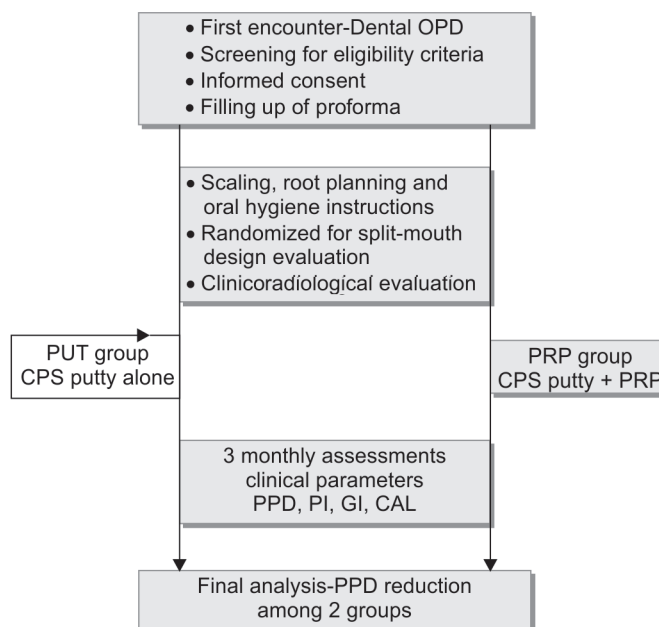 • First encounter-Dental OPD
• Screening for eligibility criteria
• Informed consent
• Filling up of proforma
• Scaling, root planning and
oral hygiene instructions
• Randomized for split-mouth
design evaluation
• Clinicoradiological evaluation
PUT group
CPS putty alone
PRP group
CPS putty + PRP
3 monthly assessments
clinical parameters
PPD, PI, GI, CAL
Final analysis-PPD reduction
among 2 groups